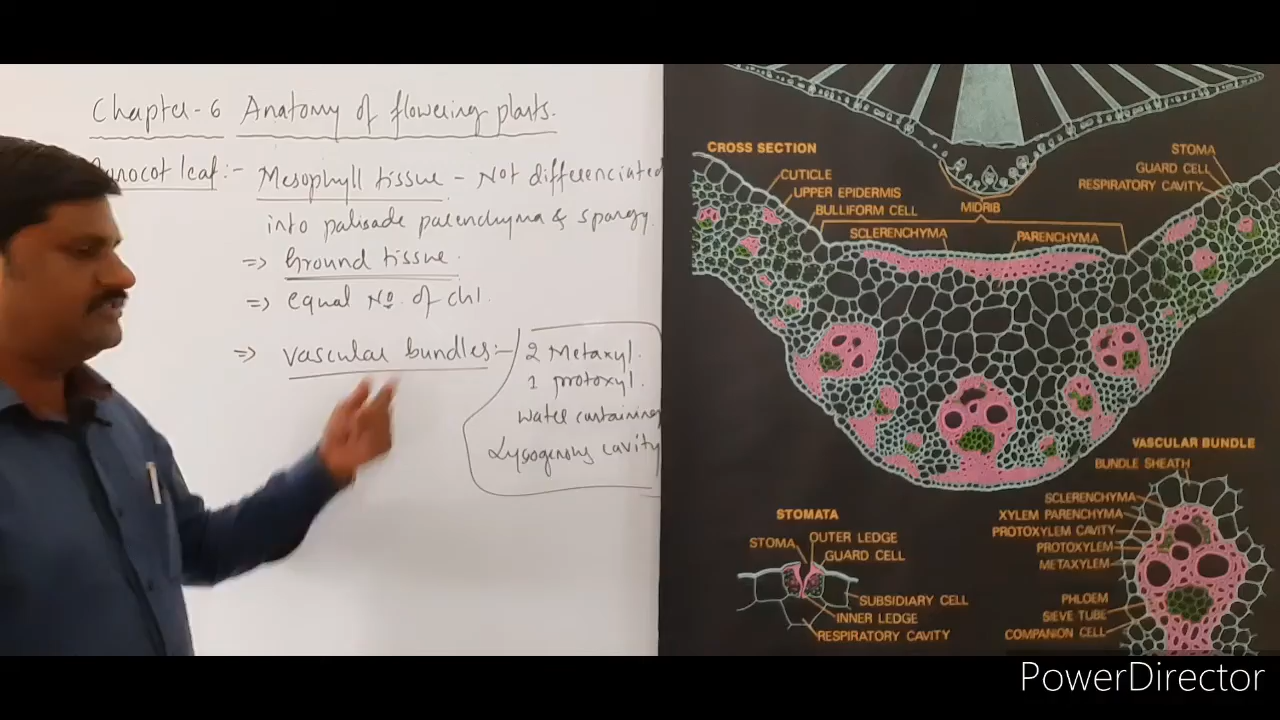 Chapter-6 Anatomy of flowering plants.
onocot leaf:- Mesophyll tissue - Not differenciated
into palisade parenchyma & spongy.
=> Ground tissue.
=> equal No. of chl.
=> Vascular bundles:-
2 Metaxyl.
1 protoxyl.
Water containing
Lysogenous cavity
CROSS SECTION
CUTICLE
UPPER EPIDERMIS
BULLIFORM CELL
SCLERENCHYMA
MIDRIB
PARENCHYMA
STOMA
GUARD CELL
RESPIRATORY CAVITY
STOMATA
STOMA
OUTER LEDGE
GUARD CELL
SUBSIDIARY CELL
INNER LEDGE
RESPIRATORY CAVITY
VASCULAR BUNDLE
BUNDLE SHEATH
SCLERENCHYMA
XYLEM PARENCHYMA
PROTOXYLEM CAVITY
PROTOXYLEM
METAXYLEM
PHLOEM
SIEVE TUBE
COMPANION CELL
PowerDirector